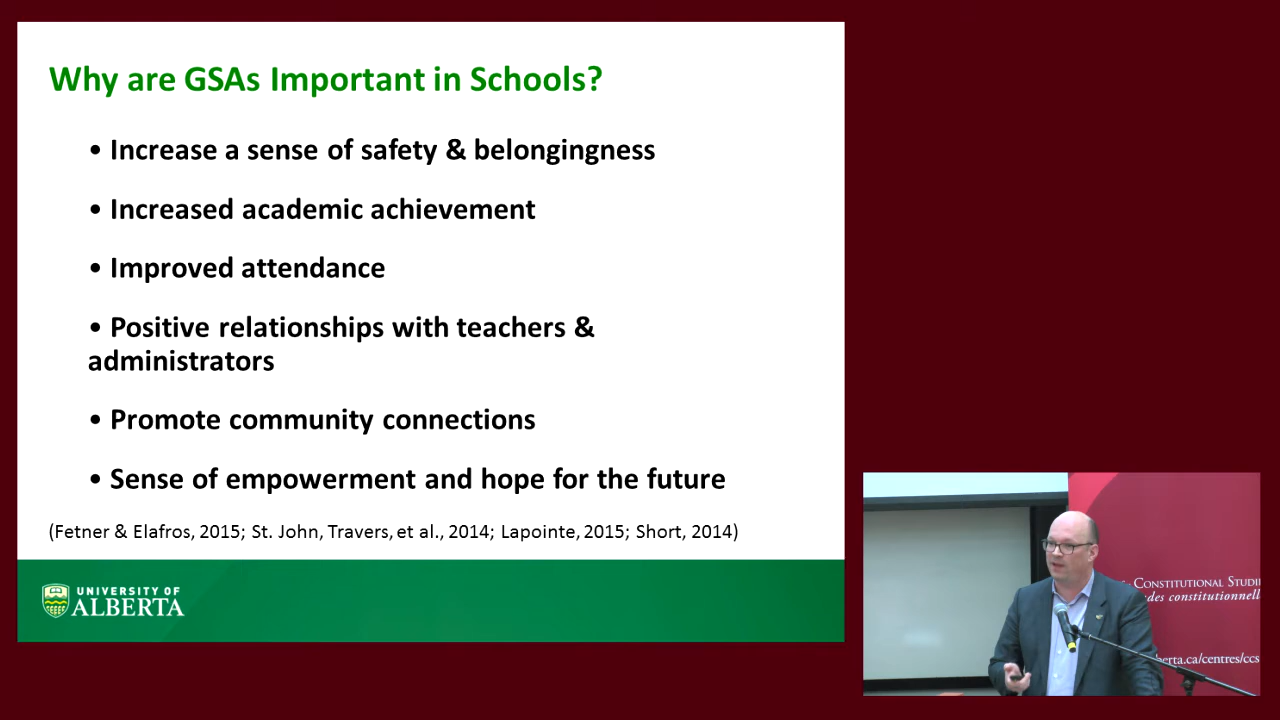 Why are GSAs Important in Schools?
• Increase a sense of safety & belongingness
• Increased academic achievement
• Improved attendance
• Positive relationships with teachers &
administrators
• Promote community connections
• Sense of empowerment and hope for the future
(Fetner & Elafros, 2015; St. John, Travers, et al., 2014; Lapointe, 2015; Short, 2014)
UNIVERSITY OF
ALBERTA
Constitutional Studi
des constitutionnell
berta.ca/centres/ccs